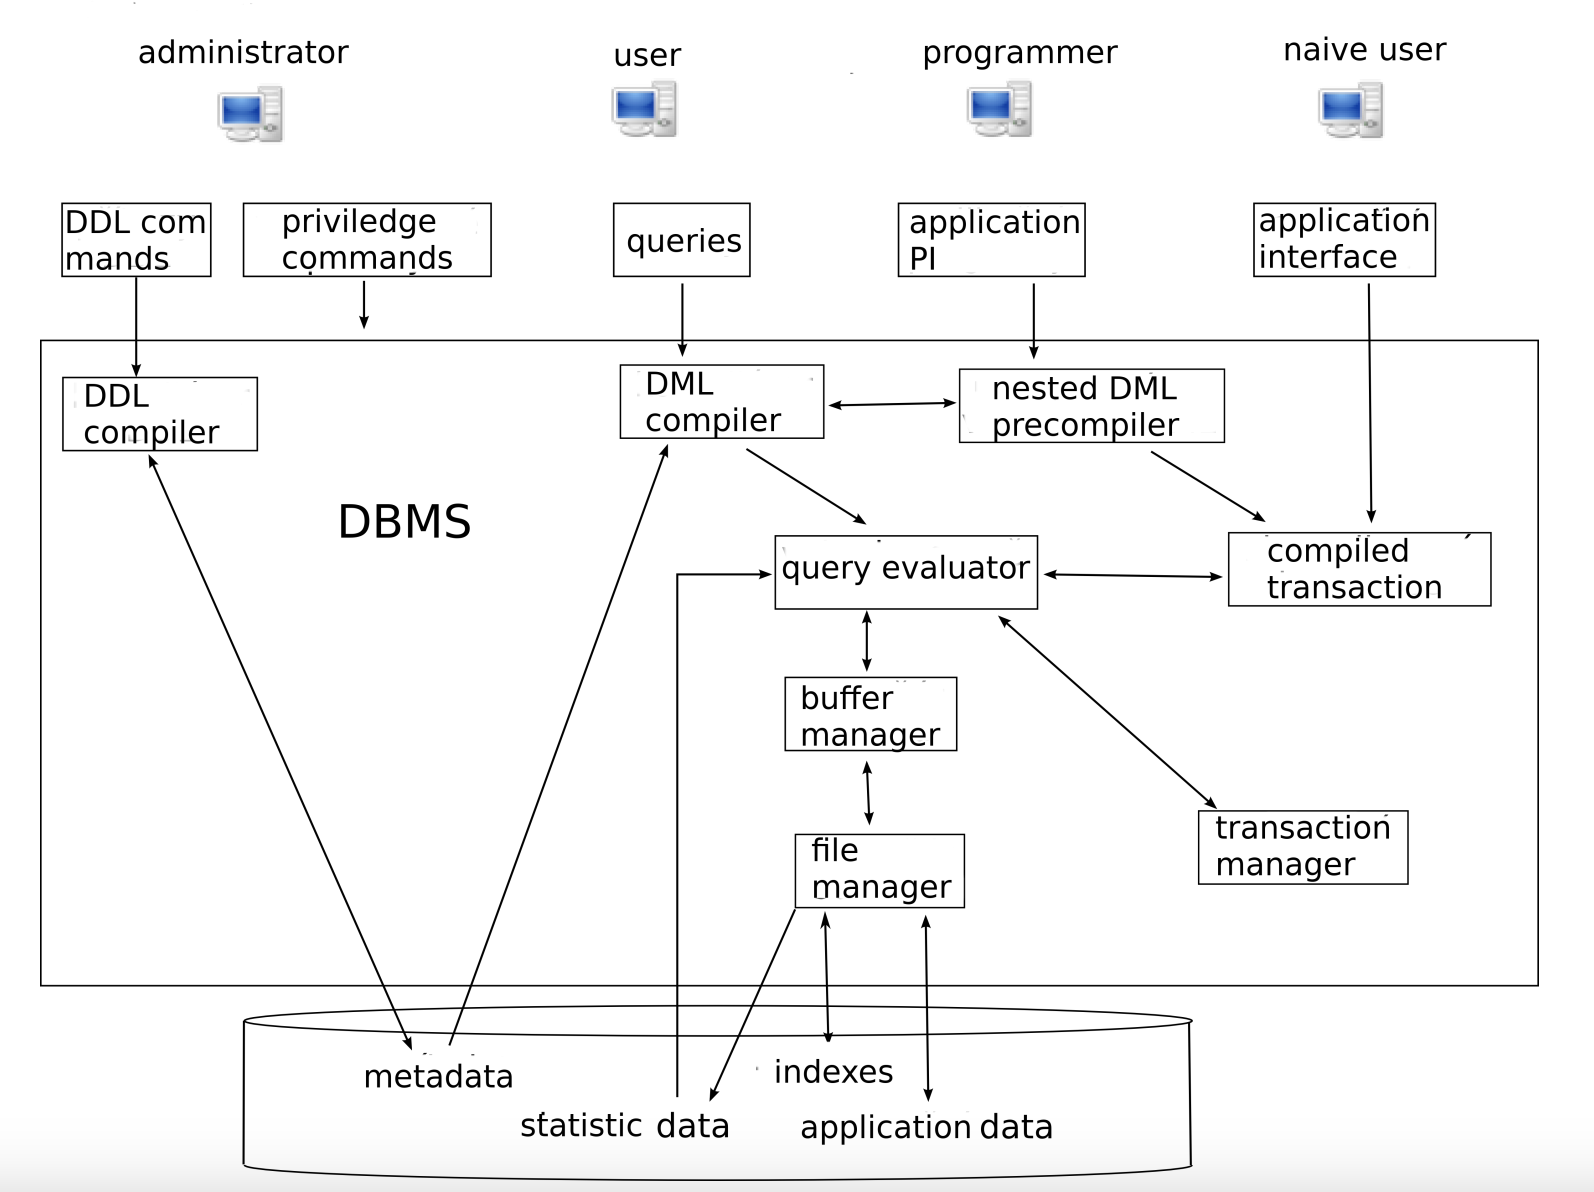 administrator
user
programmer
naive user
DDL com
mands
priviledge
commands
queries
application
PI
application
interface
DDL
compiler
DML
compiler
nested DML
precompiler
DBMS
query evaluator
compiled
transaction
buffer
manager
file
manager
transaction
manager
metadata
indexes
statistic data
application data